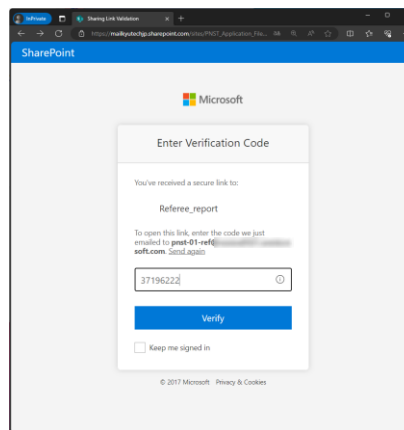 InPrivate
Sharing Link Validation
https://mailkyutechjp.sharepoint.com/sites/PNST_Application_File...
SharePoint
Microsoft
Enter Verification Code
You've received a secure link to:
Referee_report
To open this link, enter the code we just
emailed to pnst-01-ref
soft.com. Send again
37196222
Verify
Keep me signed in
© 2017 Microsoft Privacy & Cookies